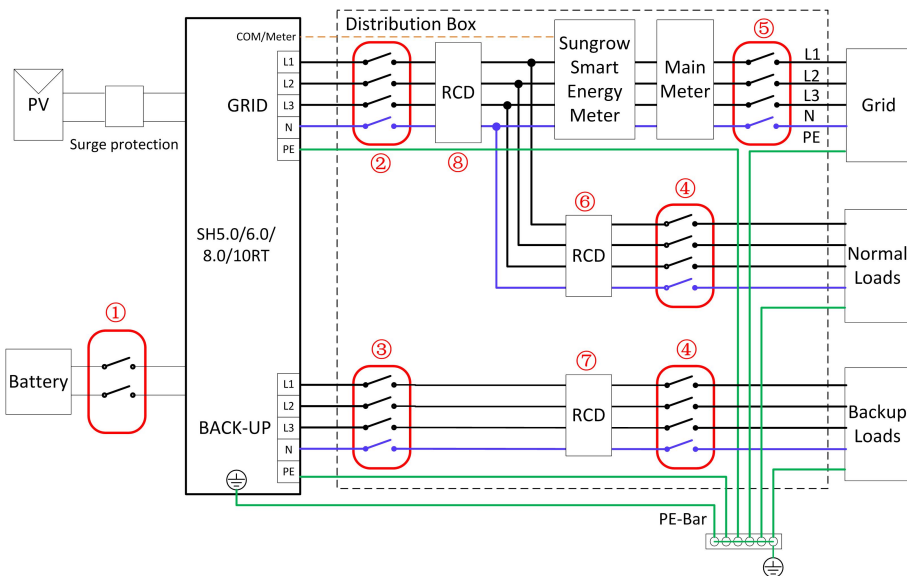 Distribution Box
COM/Meter
L1
L2
L3
N
PE
GRID
PV
Surge protection
②
RCD
⑧
Sungrow
Smart
Energy
Meter
Main
Meter
⑤
L1
L2
L3
N
PE
Grid
SH5.0/6.0/
8.0/10RT
⑥
RCD
④
Normal
Loads
①
Battery
③
⑦
RCD
④
L1
L2
L3
N
PE
BACK-UP
Backup
Loads
PE-Bar